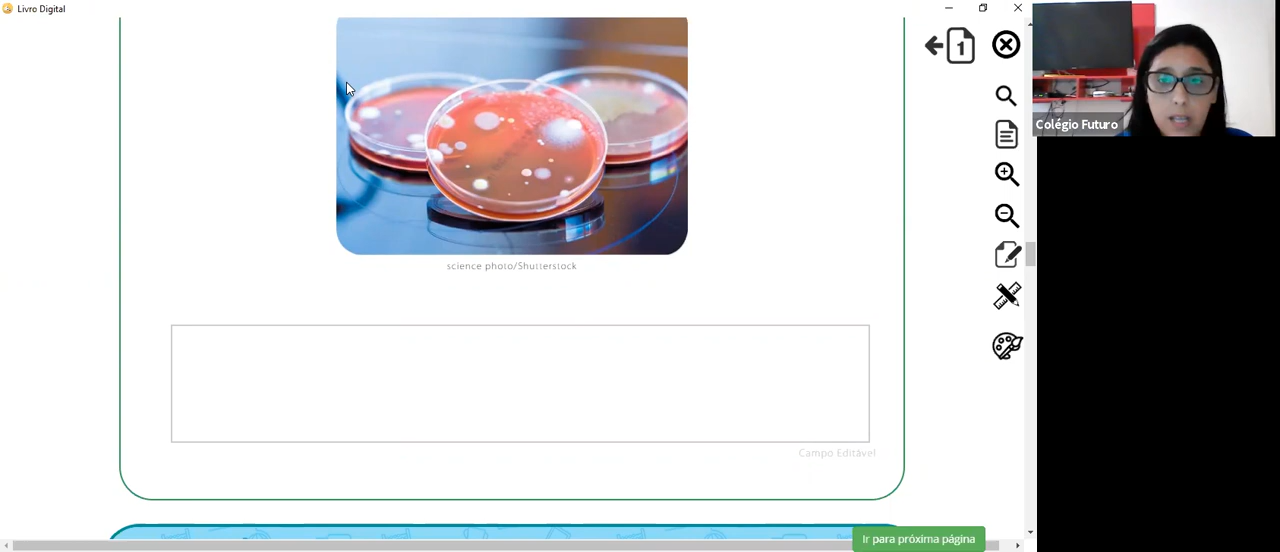 Livro Digital
1
Colégio Futuro
science photo/Shutterstock
Campo Editável
Ir para próxima página